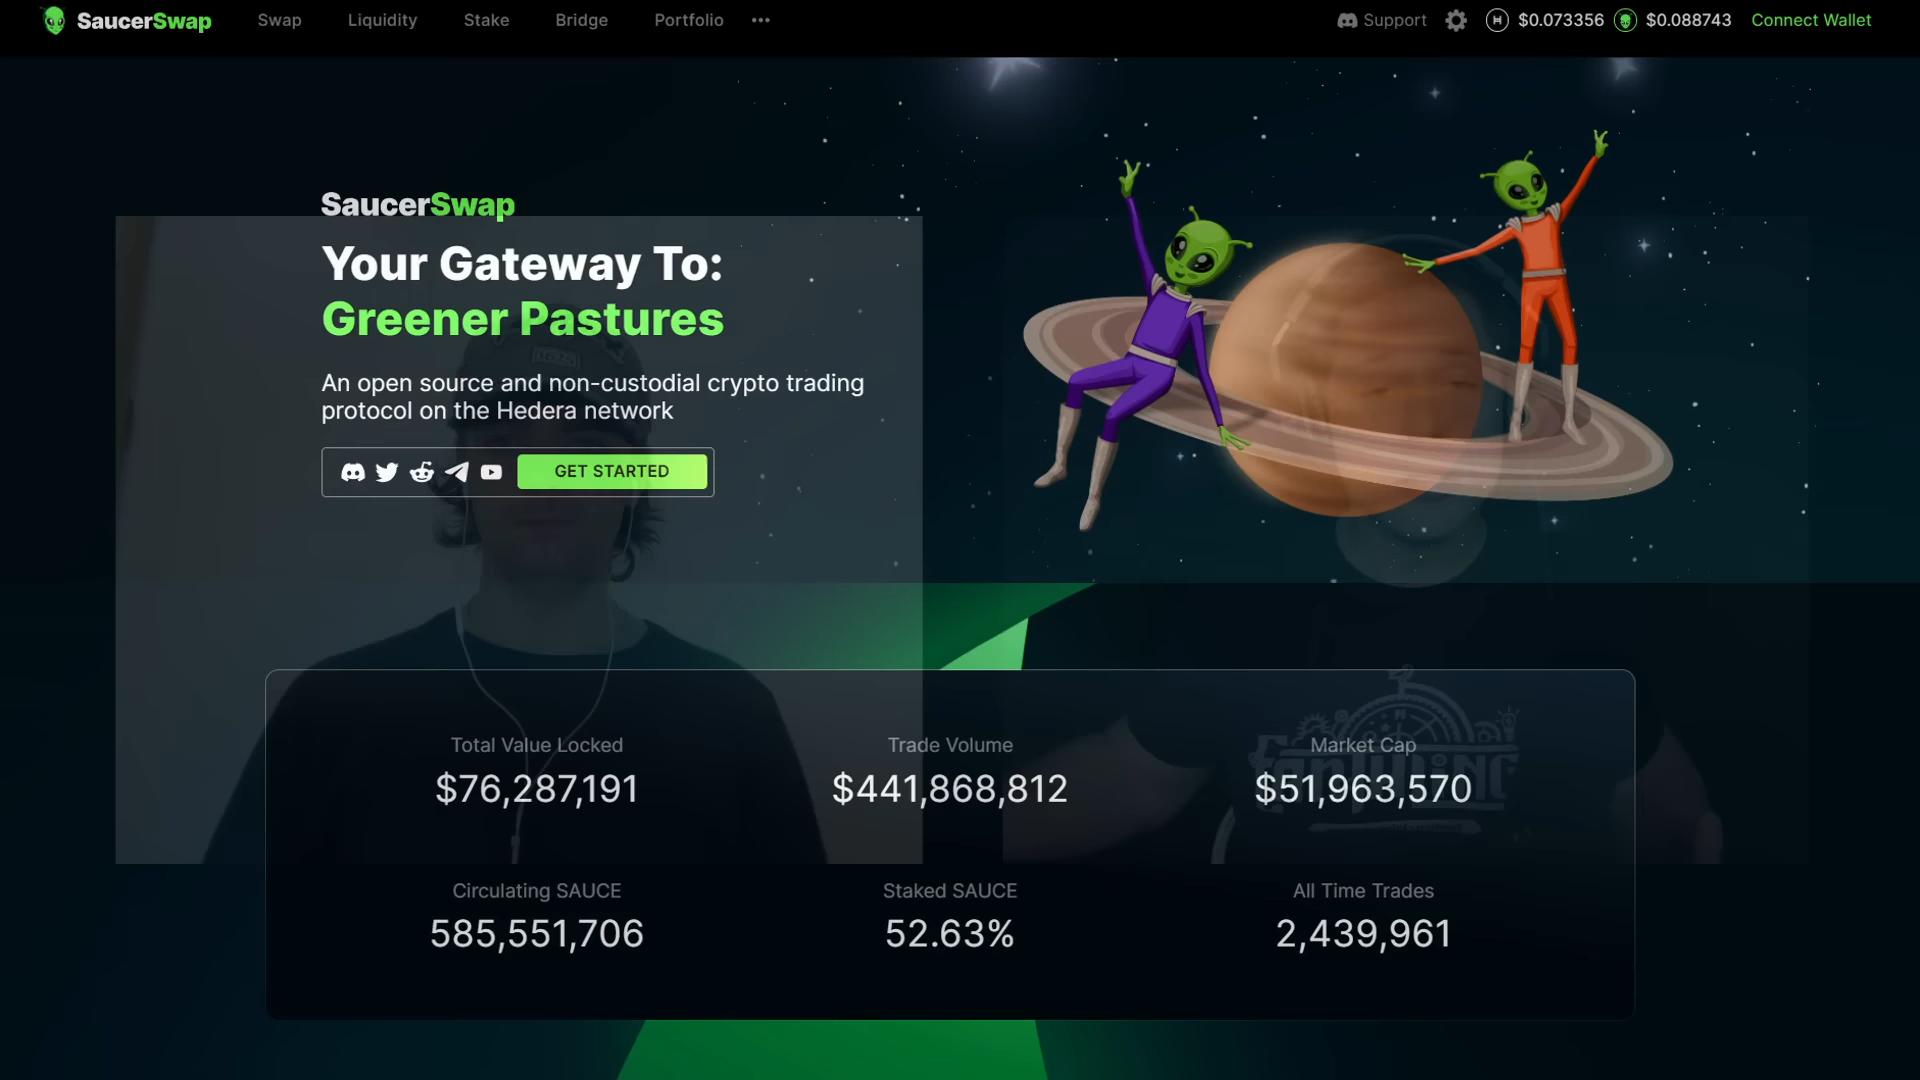 SaucerSwap
Swap
Liquidity
Stake
Bridge
Portfolio
Support
$0.073356
$0.088743
Connect Wallet
SaucerSwap
Your Gateway To:
Greener Pastures
An open source and non-custodial crypto trading
protocol on the Hedera network
GET STARTED
Total Value Locked
$76,287,191
Trade Volume
$441,868,812
Market Cap
$51,963,570
Circulating SAUCE
585,551,706
Staked SAUCE
52.63%
All Time Trades
2,439,961